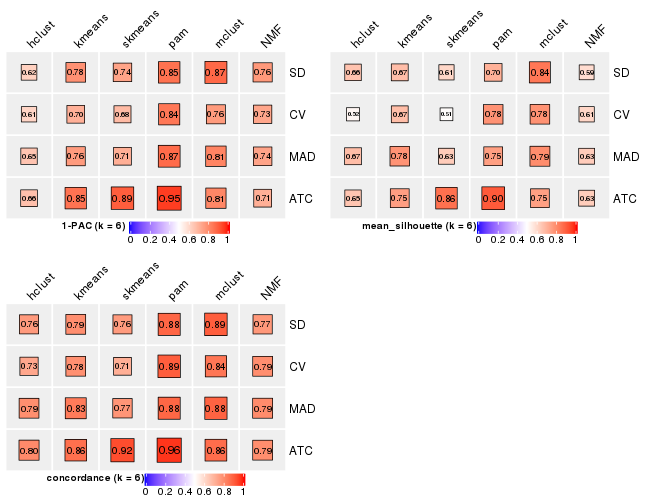 hclust kmeans skmeans pam mclust NMF
0.62 0.78 0.74 0.85 0.87 0.76 SD
0.61 0.70 0.68 0.84 0.76 0.73 CV
0.65 0.76 0.71 0.87 0.81 0.74 MAD
0.66 0.85 0.89 0.95 0.81 0.71 ATC
1-PAC (k = 6)
0 0.2 0.4 0.6 0.8 1
hclust kmeans skmeans pam mclust NMF
0.66 0.67 0.61 0.70 0.84 0.59 SD
0.52 0.67 0.51 0.78 0.78 0.61 CV
0.67 0.78 0.63 0.75 0.79 0.63 MAD
0.65 0.75 0.86 0.90 0.75 0.63 ATC
mean_silhouette (k = 6)
0 0.2 0.4 0.6 0.8 1
hclust kmeans skmeans pam mclust NMF
0.76 0.79 0.76 0.88 0.89 0.77 SD
0.73 0.78 0.71 0.89 0.84 0.79 CV
0.79 0.83 0.77 0.88 0.88 0.79 MAD
0.80 0.86 0.92 0.96 0.86 0.79 ATC
concordance (k = 6)
0 0.2 0.4 0.6 0.8 1